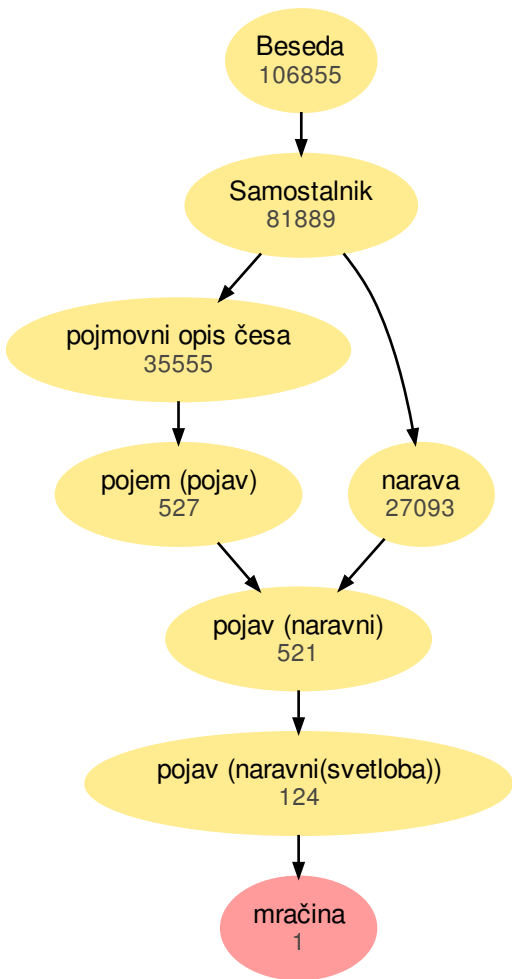 Beseda
106855
Samostalnik
81889
pojmovni opis česa
35555
pojem (pojav)
527
narava
27093
pojav (naravni)
521
pojav (naravni(svetloba))
124
mračina
1